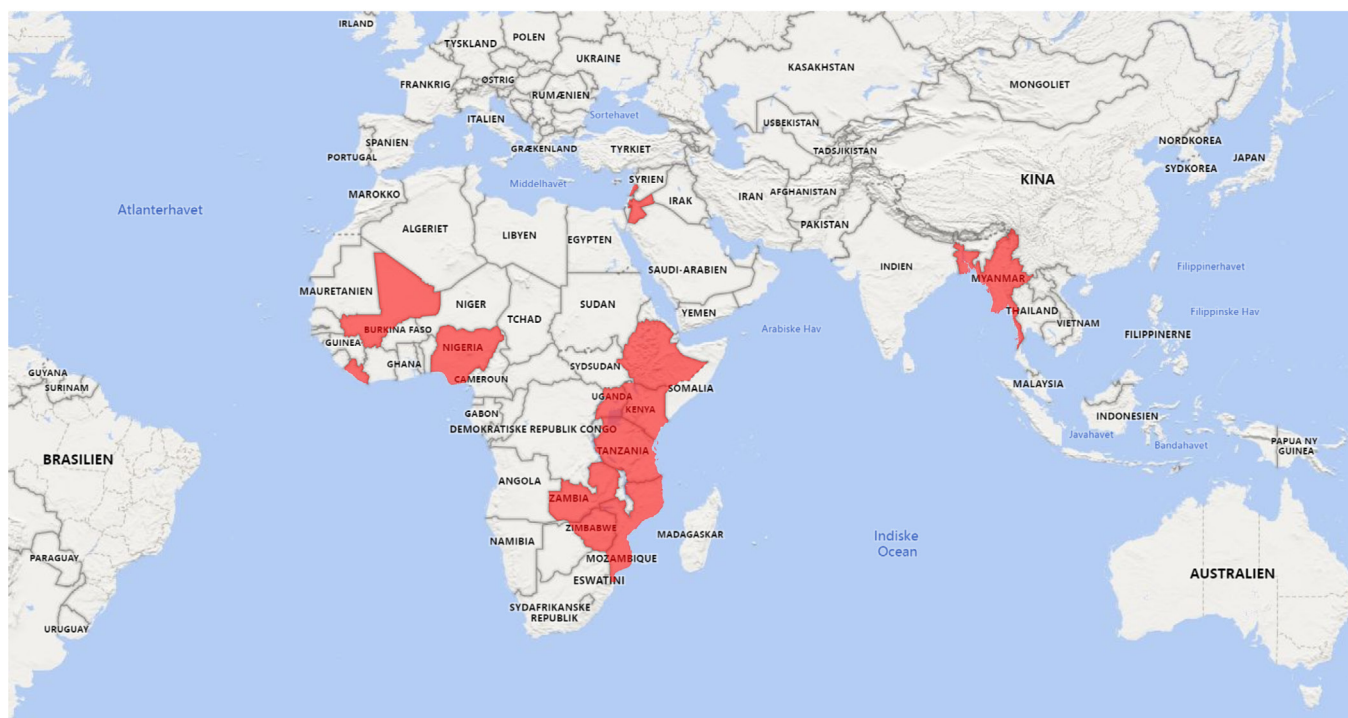 IRLAND
POLEN
TYSKLAND
UKRAINE
KASAKHSTAN
FRANKRIG
ØSTRIG
MONGOLIET
RUMÆNIEN
Sortehavet
ITALIEN
USBEKISTAN
SPANIEN
GRÆKENLAND
TYRKIET
TADSJIKISTAN
NORDKOREA
PORTUGAL
JAPAN
SYDKOREA
SYRIEN
KINA
Middelhavet
MAROKKO
IRAN
AFGHANISTAN
IRAK
Atlanterhavet
PAKISTAN
ALGERIET
LIBYEN
EGYPTEN
INDIEN
Filippinerhavet
SAUDI-ARABIEN
MYANMAR
MAURETANIEN
NIGER
SUDAN
THAILAND
Filippinske Hav
YEMEN
TCHAD
VIETNAM
BURKINA FASO
Arabiske Hav
FILIPPINERNE
GUINEA
NIGERIA
GHANA
SYDSUDAN
GUYANA
CAMEROUN
MALAYSIA
SURINAM
SOMALIA
UGANDA
KENYA
GABON
INDONESIEN
DEMOKRATISKE REPUBLIK CONGO
Javahavet
Bandahavet
PAPUA NY
GUINEA
TANZANIA
BRASILIEN
ANGOLA
ZAMBIA
ZIMBABWE
MADAGASKAR
Indiske
Ocean
NAMIBIA
PARAGUAY
MOZAMBIQUE
AUSTRALIEN
ESWATINI
SYDAFRIKANSKE
REPUBLIK
URUGUAY